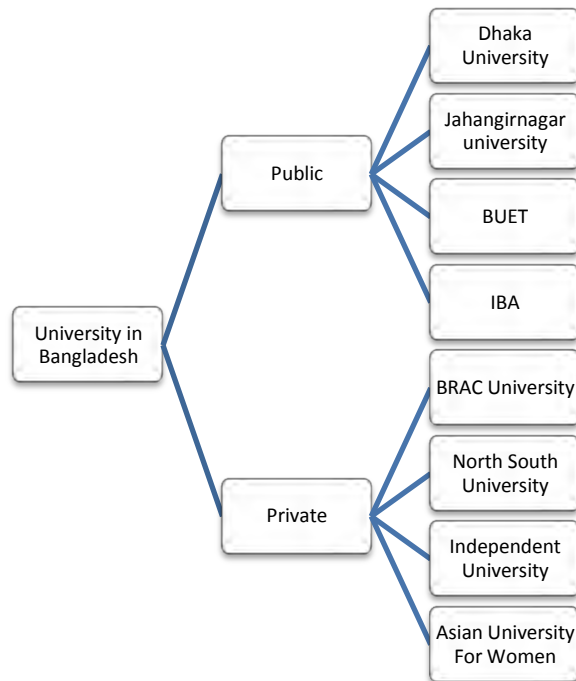 University in
Bangladesh
Public
Dhaka
University
Jahangirnagar
university
BUET
IBA
Private
BRAC University
North South
University
Independent
University
Asian University
For Women